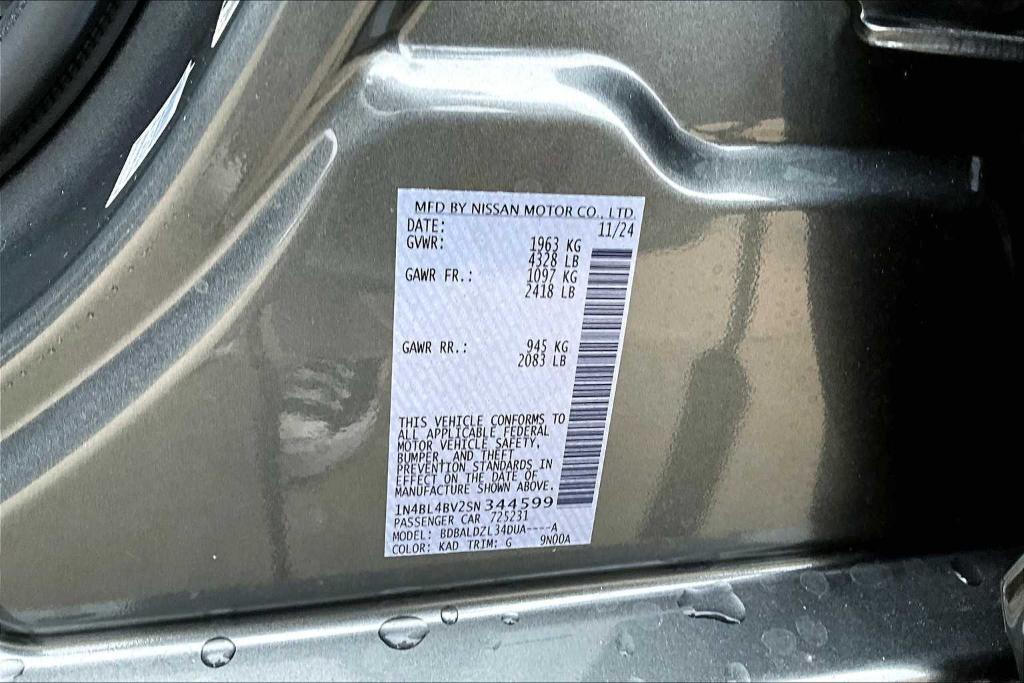 MFD BY NISSAN MOTOR CO., LTD.
DATE: 11/24
GVWR: 1963 KG
4328 LB
GAWR FR.: 1097 KG
2418 LB
GAWR RR.: 945 KG
2083 LB
THIS VEHICLE CONFORMS TO
ALL APPLICABLE FEDERAL
MOTOR VEHICLE SAFETY,
BUMPER, AND THEFT
PREVENTION STANDARDS IN
EFFECT ON THE DATE OF
MANUFACTURE SHOWN ABOVE.
1N4BL4BV2SN344599
PASSENGER CAR 725231
MODEL: BDBALDZL34DUA----A
COLOR: KAD TRIM: G 9N00A